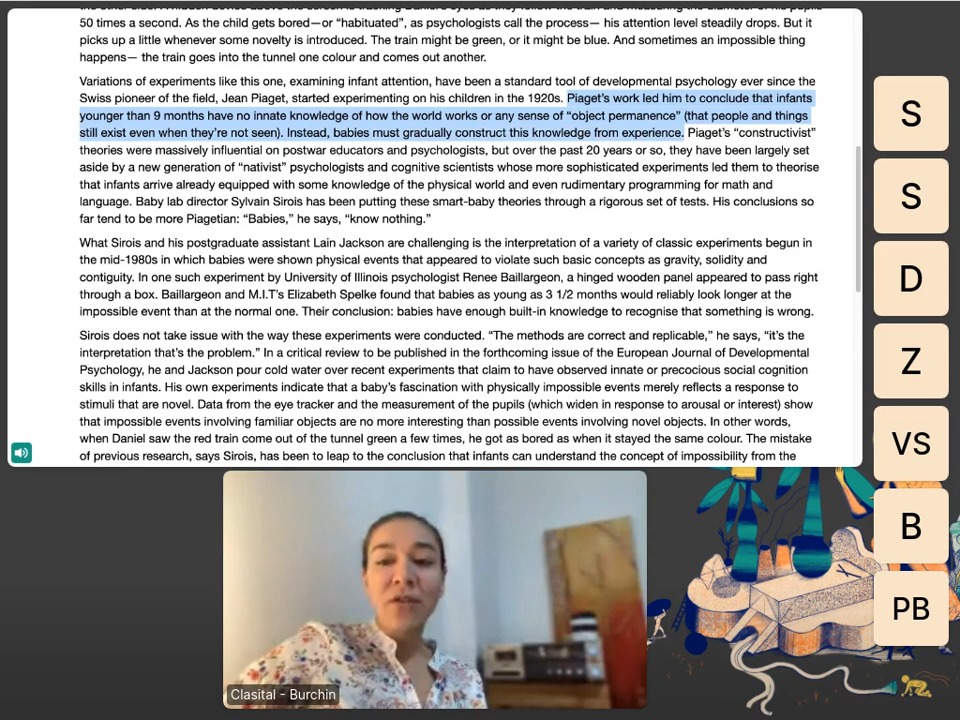 50 times a second. As the child gets bored—or “habituated”, as psychologists call the process— his attention level steadily drops. But it
picks up a little whenever some novelty is introduced. The train might be green, or it might be blue. And sometimes an impossible thing
happens— the train goes into the tunnel one colour and comes out another.
Variations of experiments like this one, examining infant attention, have been a standard tool of developmental psychology ever since the
Swiss pioneer of the field, Jean Piaget, started experimenting on his children in the 1920s. Piaget’s work led him to conclude that infants
younger than 9 months have no innate knowledge of how the world works or any sense of “object permanence” (that people and things
still exist even when they’re not seen). Instead, babies must gradually construct this knowledge from experience. Piaget’s “constructivist”
theories were massively influential on postwar educators and psychologists, but over the past 20 years or so, they have been largely set
aside by a new generation of “nativist” psychologists and cognitive scientists whose more sophisticated experiments led them to theorise
that infants arrive already equipped with some knowledge of the physical world and even rudimentary programming for math and
language. Baby lab director Sylvain Sirois has been putting these smart-baby theories through a rigorous set of tests. His conclusions so
far tend to be more Piagetian: “Babies,” he says, “know nothing.”
What Sirois and his postgraduate assistant Lain Jackson are challenging is the interpretation of a variety of classic experiments begun in
the mid-1980s in which babies were shown physical events that appeared to violate such basic concepts as gravity, solidity and
contiguity. In one such experiment by University of Illinois psychologist Renee Baillargeon, a hinged wooden panel appeared to pass right
through a box. Baillargeon and M.I.T’s Elizabeth Spelke found that babies as young as 3 1/2 months would reliably look longer at the
impossible event than at the normal one. Their conclusion: babies have enough built-in knowledge to recognise that something is wrong.
Sirois does not take issue with the way these experiments were conducted. “The methods are correct and replicable,” he says, “it’s the
interpretation that’s the problem.” In a critical review to be published in the forthcoming issue of the European Journal of Developmental
Psychology, he and Jackson pour cold water over recent experiments that claim to have observed innate or precocious social cognition
skills in infants. His own experiments indicate that a baby’s fascination with physically impossible events merely reflects a response to
stimuli that are novel. Data from the eye tracker and the measurement of the pupils (which widen in response to arousal or interest) show
that impossible events involving familiar objects are no more interesting than possible events involving novel objects. In other words,
when Daniel saw the red train come out of the tunnel green a few times, he got as bored as when it stayed the same colour. The mistake
of previous research, says Sirois, has been to leap to the conclusion that infants can understand the concept of impossibility from the
S
S
D
Z
VS
B
PB
Clasital - Burchin